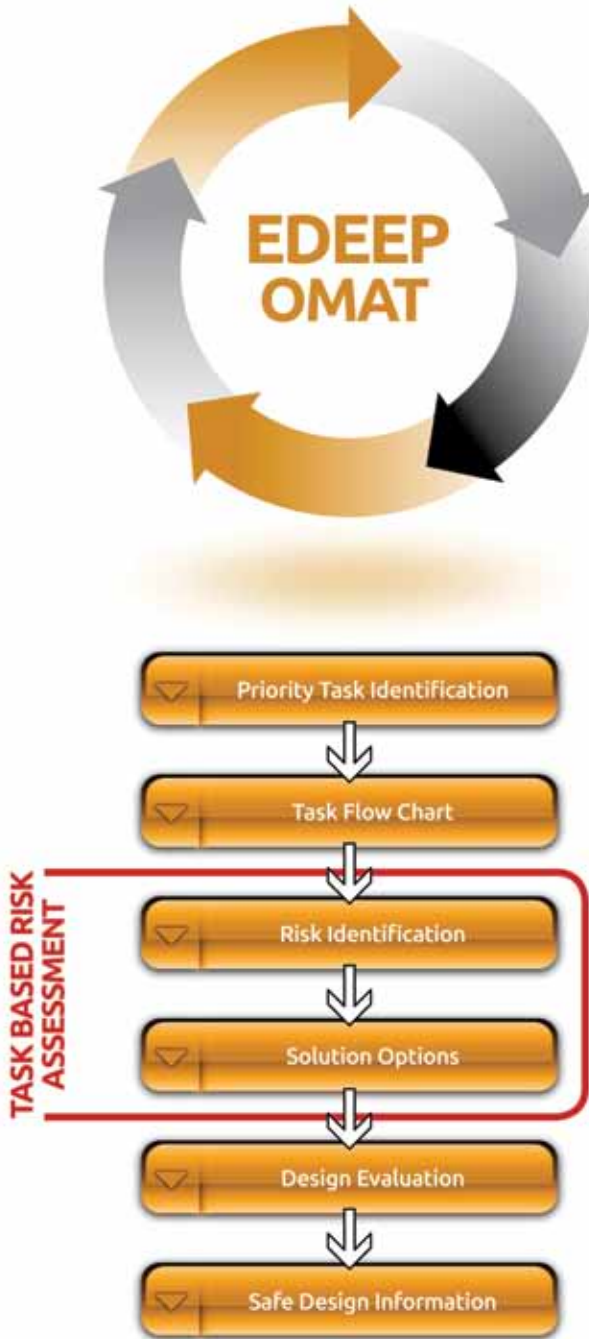 EDEEP
OMAT
Priority Task Identification
Task Flow Chart
TASK BASED RISK
ASSESSMENT
Risk Identification
Solution Options
Design Evaluation
Safe Design Information